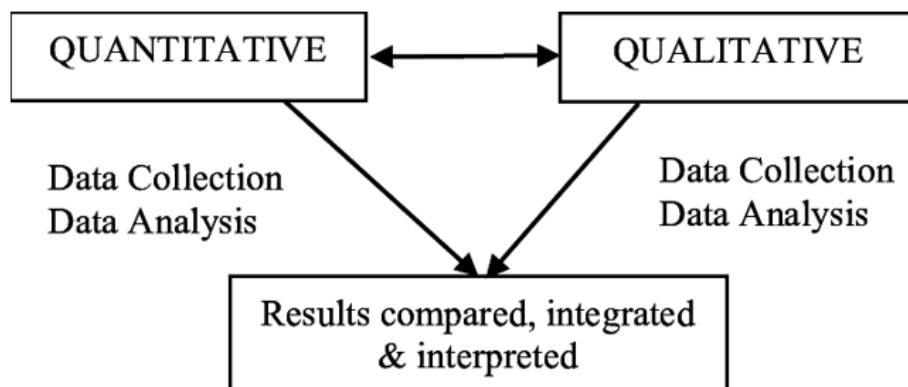 QUANTITATIVE
QUALITATIVE
Data Collection
Data Analysis
Data Collection
Data Analysis
Results compared, integrated
& interpreted